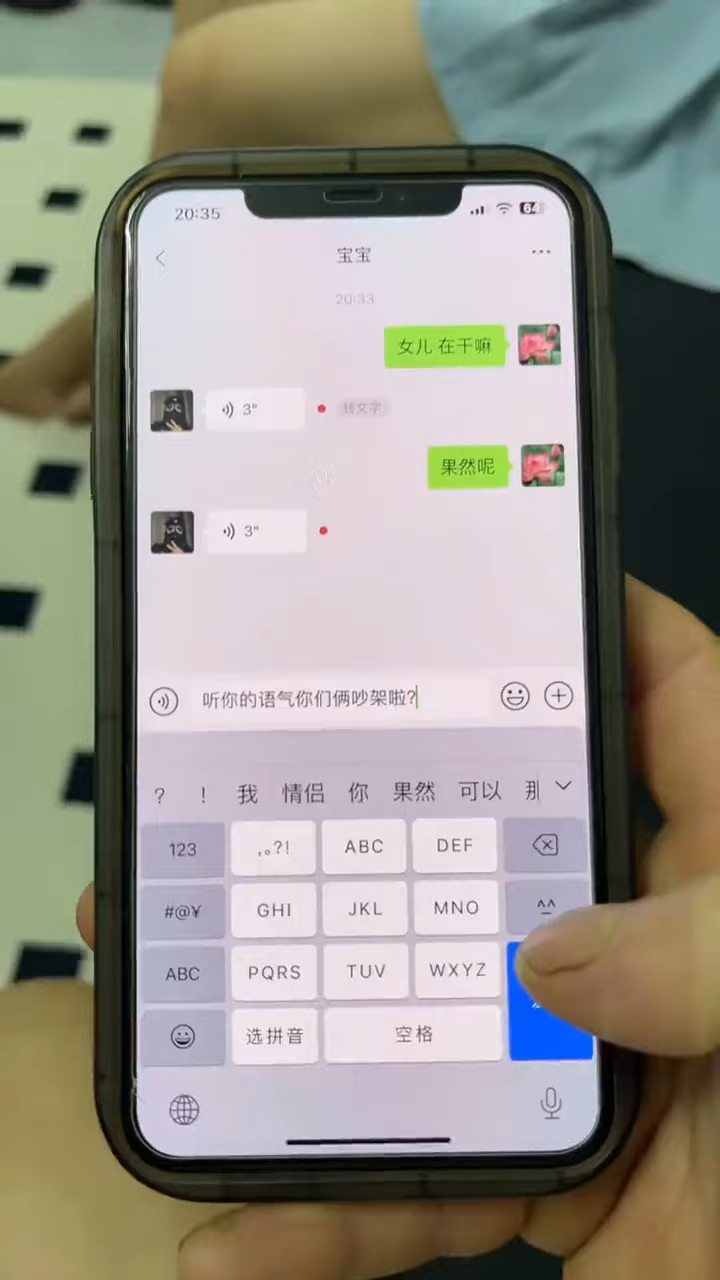 20:35
64
宝宝
20:33
女儿 在干嘛
3"
转文字
果然呢
3"
听你的语气你们俩吵架啦?
? ! 我 情侣 你 果然 可以 那
123 ,。?! ABC DEF
#@¥ GHI JKL MNO ^^
ABC PQRS TUV WXYZ
选拼音 空格